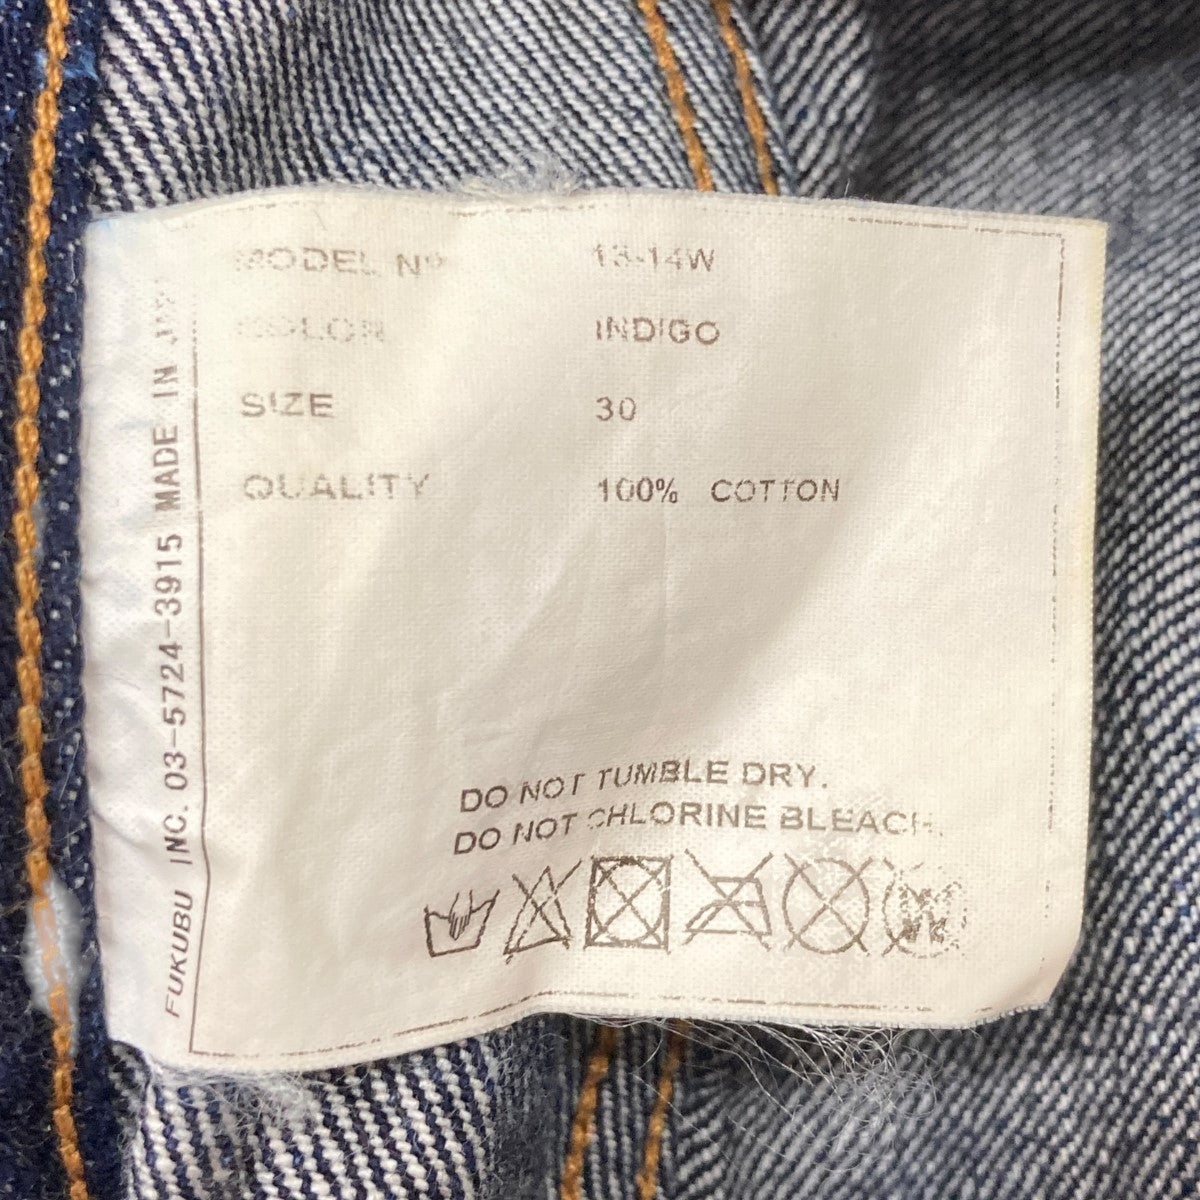 MODEL Nº 13-14W
COLOR INDIGO
SIZE 30
QUALITY 100% COTTON
DO NOT TUMBLE DRY.
DO NOT CHLORINE BLEACH.
W
FUKUBU INC. 03-5724-3915 MADE IN